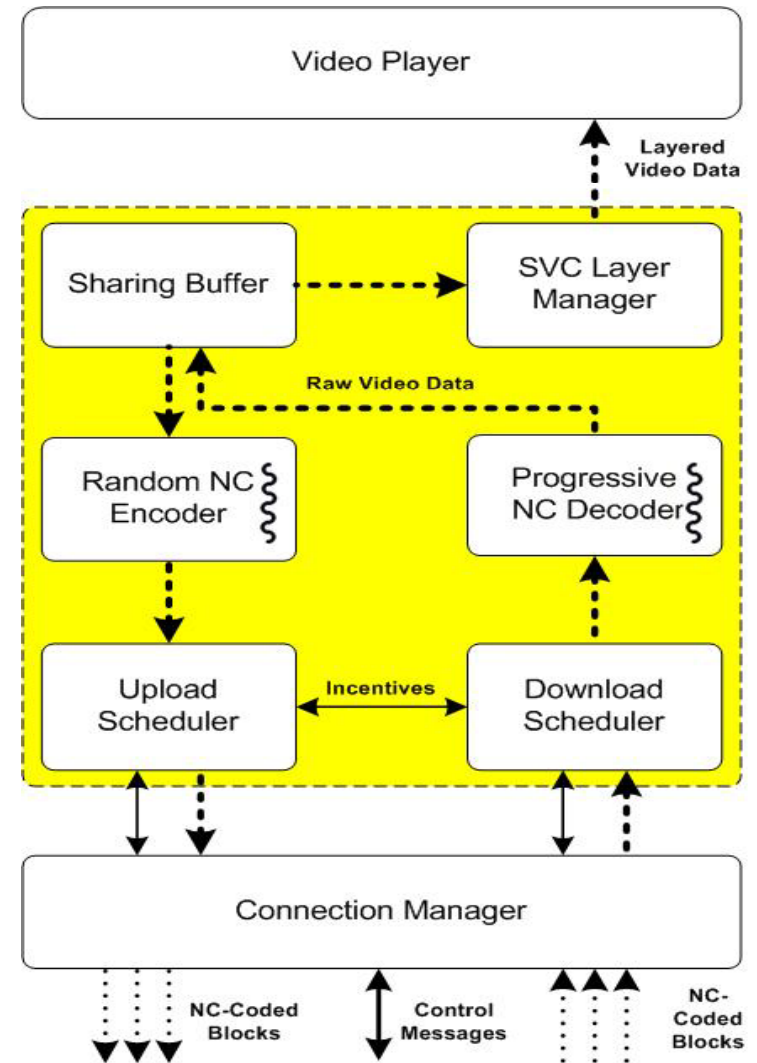 Video Player
Layered
Video Data
Sharing Buffer
SVC Layer
Manager
Raw Video Data
Random NC
Encoder
Progressive
NC Decoder
Upload
Scheduler
Incentives
Download
Scheduler
Connection Manager
NC-Coded
Blocks
Control
Messages
NC-
Coded
Blocks